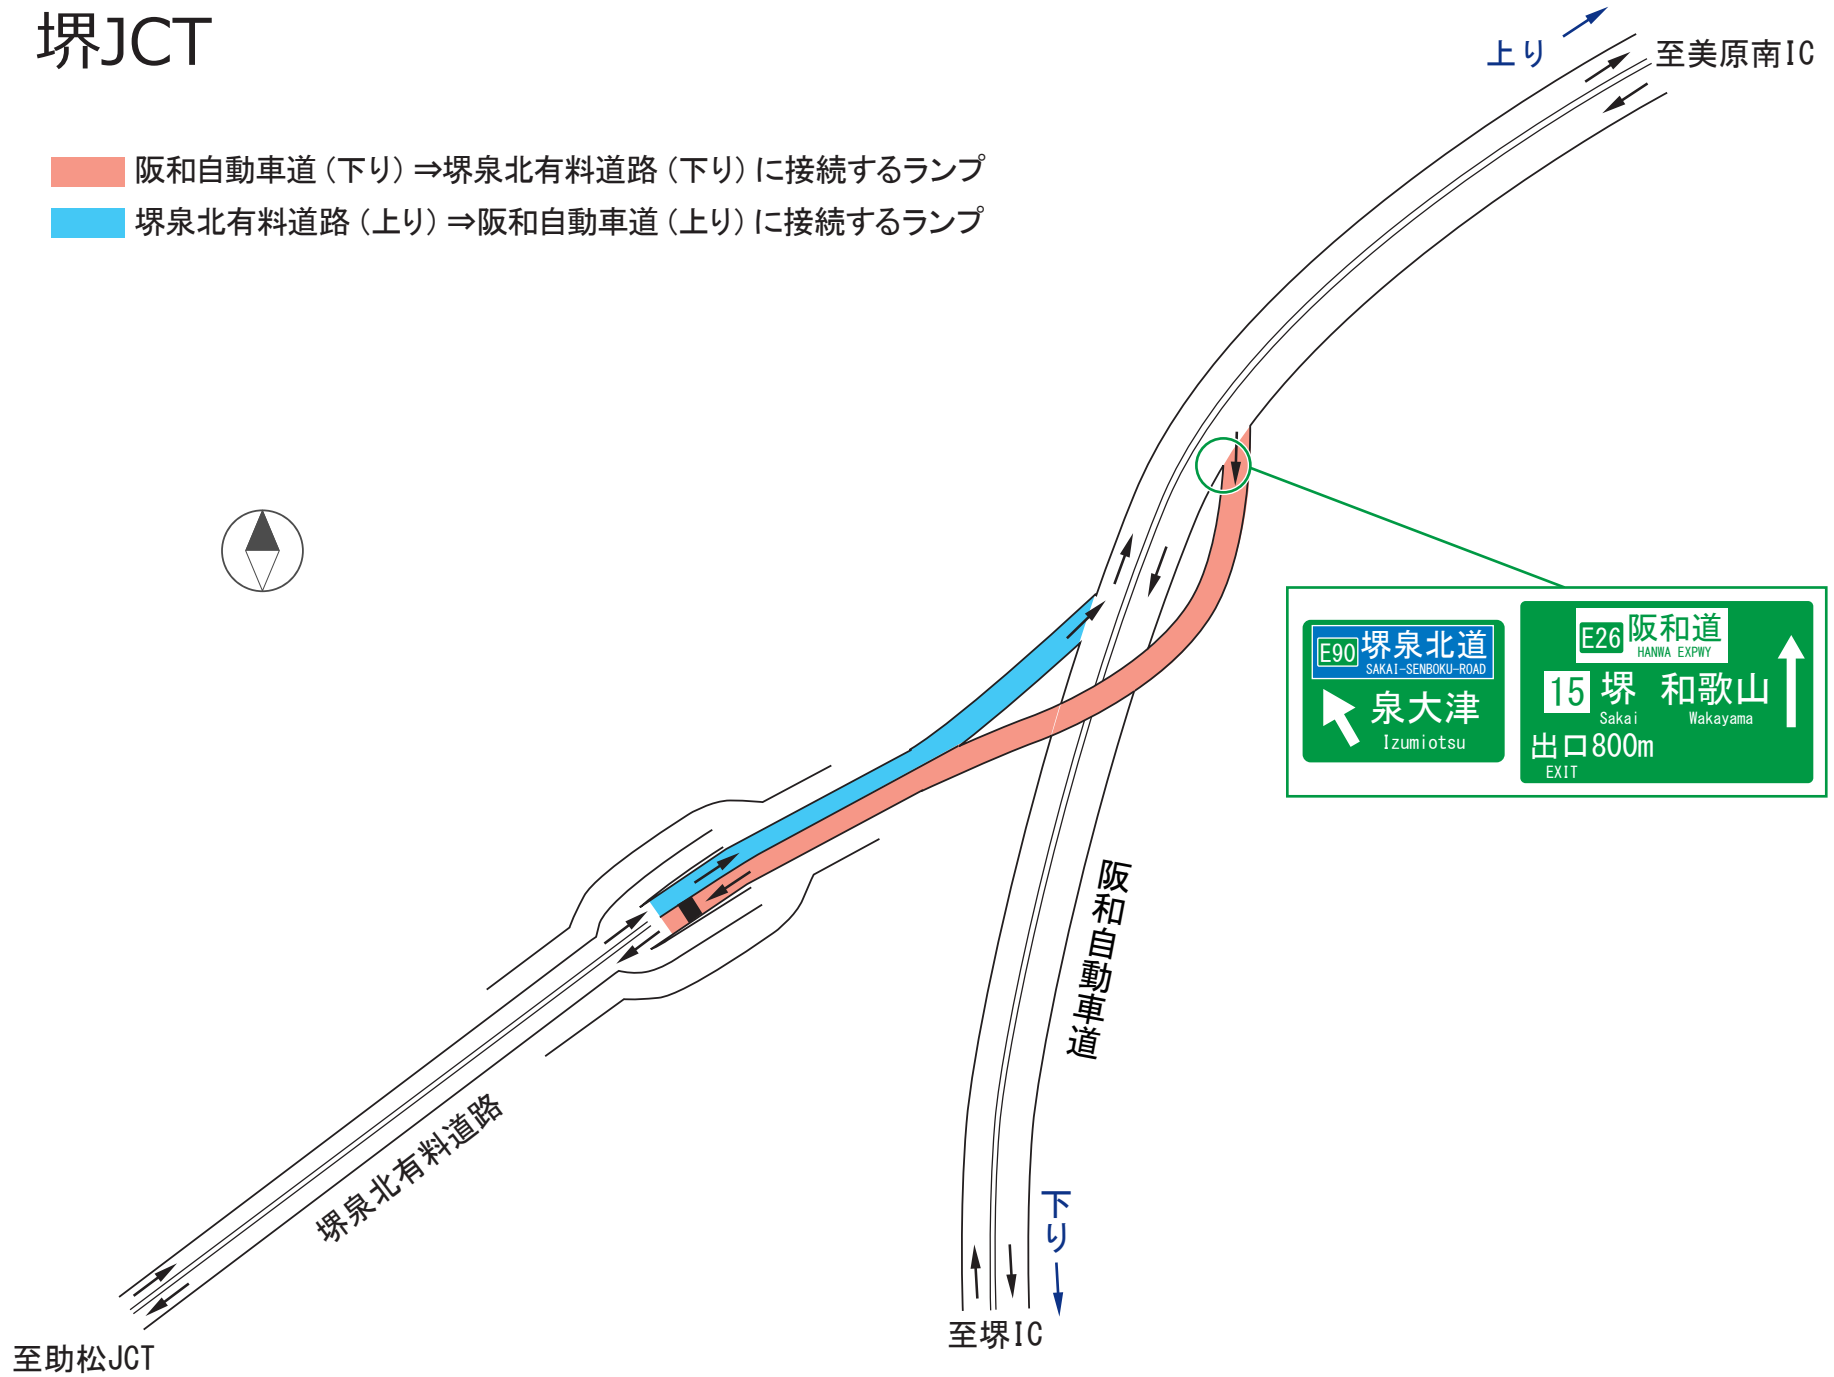 堺JCT
上り
至美原南IC
阪和自動車道(下り)⇒堺泉北有料道路(下り)に接続するランプ
堺泉北有料道路(上り)⇒阪和自動車道(上り)に接続するランプ
E90 堺泉北道
SAKAI-SENBOKU-ROAD
泉大津
Izumiotsu
E26 阪和道
HANWA EXPWY
15 堺 和歌山
Sakai Wakayama
出口800m
EXIT
阪和自動車道
堺泉北有料道路
下り
至堺IC
至助松JCT